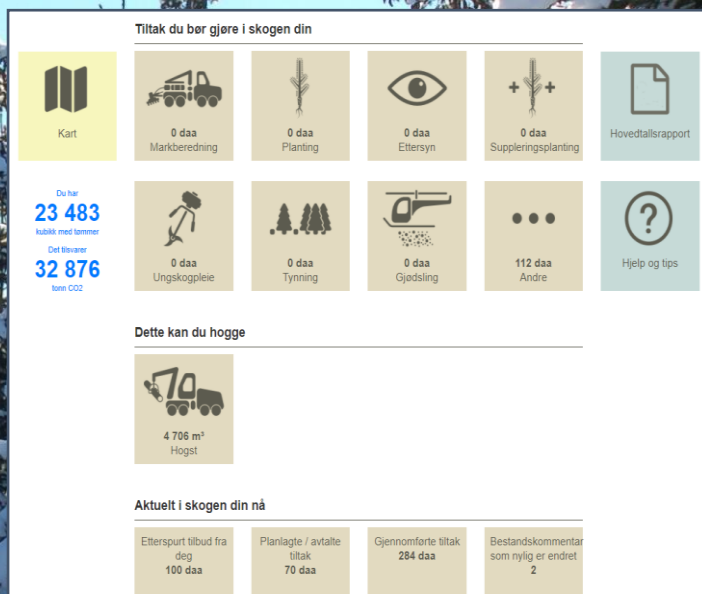 Tiltak du bør gjøre i skogen din
Kart
0 daa
Markberedning
0 daa
Planting
0 daa
Ettersyn
0 daa
Suppleringsplanting
Hovedtallsrapport
Du har
23 483
kubikk med tømmer
Det tilsvarer
32 876
tonn CO2
0 daa
Ungskogpleie
0 daa
Tynning
0 daa
Gjødsling
112 daa
Andre
Hjelp og tips
Dette kan du hogge
4 706 m³
Hogst
Aktuelt i skogen din nå
Etterspurt tilbud fra
deg
100 daa
Planlagte / avtalte
tiltak
70 daa
Gjennomførte tiltak
284 daa
Bestandskommentar
som nylig er endret
2